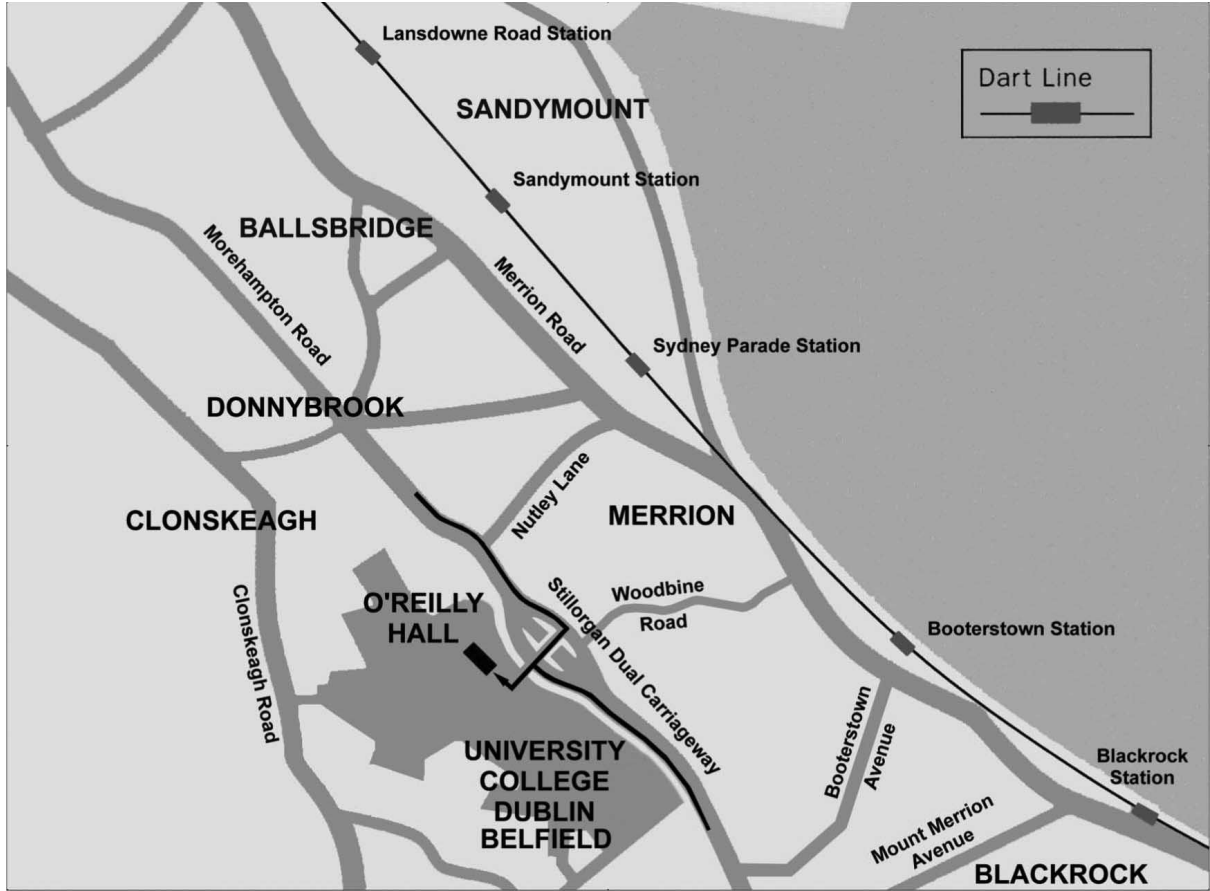 Lansdowne Road Station
Dart Line
SANDYMOUNT
Sandymount Station
BALLSBRIDGE
Morehampton Road
Merrion Road
Sydney Parade Station
DONNYBROOK
Nutley Lane
CLONSKEAGH
MERRION
O'REILLY
HALL
Stillorgan Dual Carriageway
Woodbine
Road
Clonskeagh Road
Booterstown Station
UNIVERSITY
COLLEGE
DUBLIN
BELFIELD
Booterstown
Avenue
Blackrock
Station
Mount Merrion
Avenue
BLACKROCK